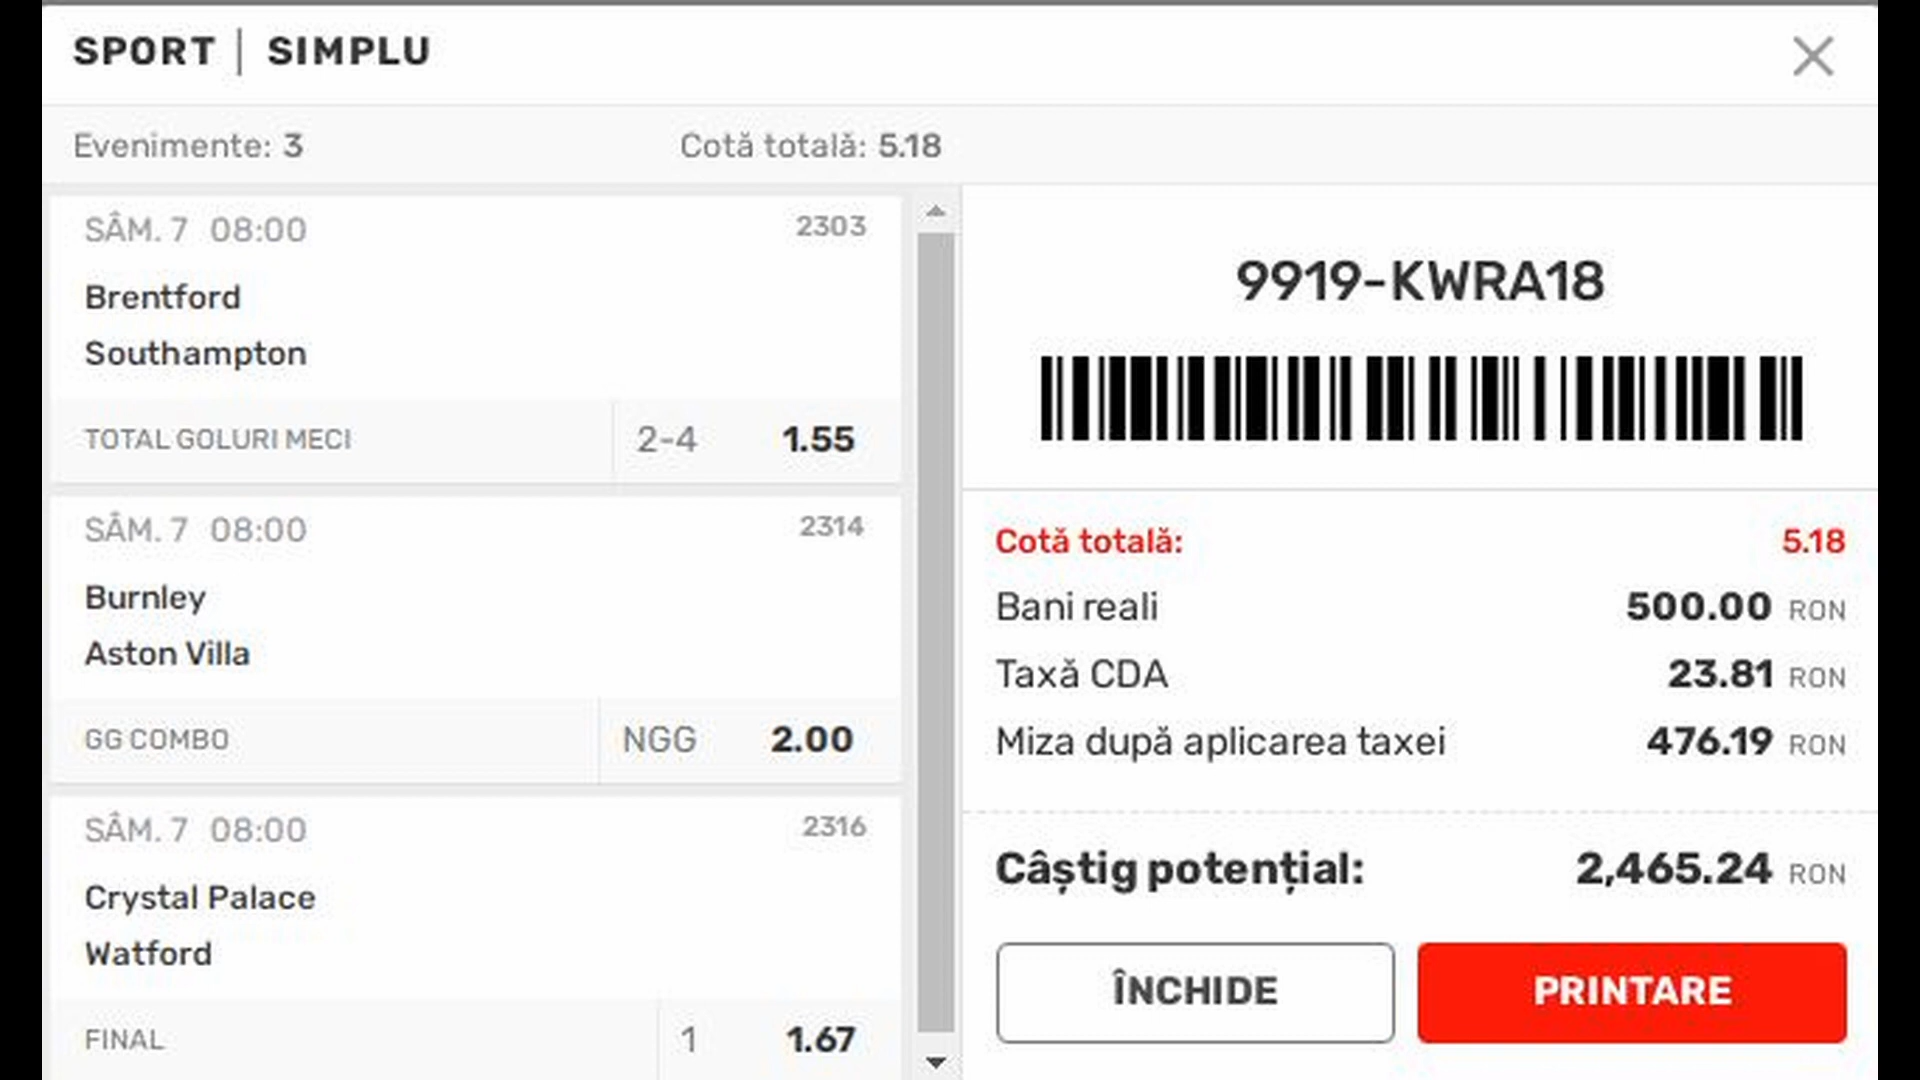 SPORT | SIMPLU
Evenimente: 3
Cotă totală: 5.18
SÂM. 7 08:00 2303
Brentford
Southampton
TOTAL GOLURI MECI 2-4 1.55
SÂM. 7 08:00 2314
Burnley
Aston Villa
GG COMBO NGG 2.00
SÂM. 7 08:00 2316
Crystal Palace
Watford
FINAL 1 1.67
9919-KWRA18
Cotă totală: 5.18
Bani reali 500.00 RON
Taxă CDA 23.81 RON
Miza după aplicarea taxei 476.19 RON
Câștig potențial: 2,465.24 RON
ÎNCHIDE PRINTARE